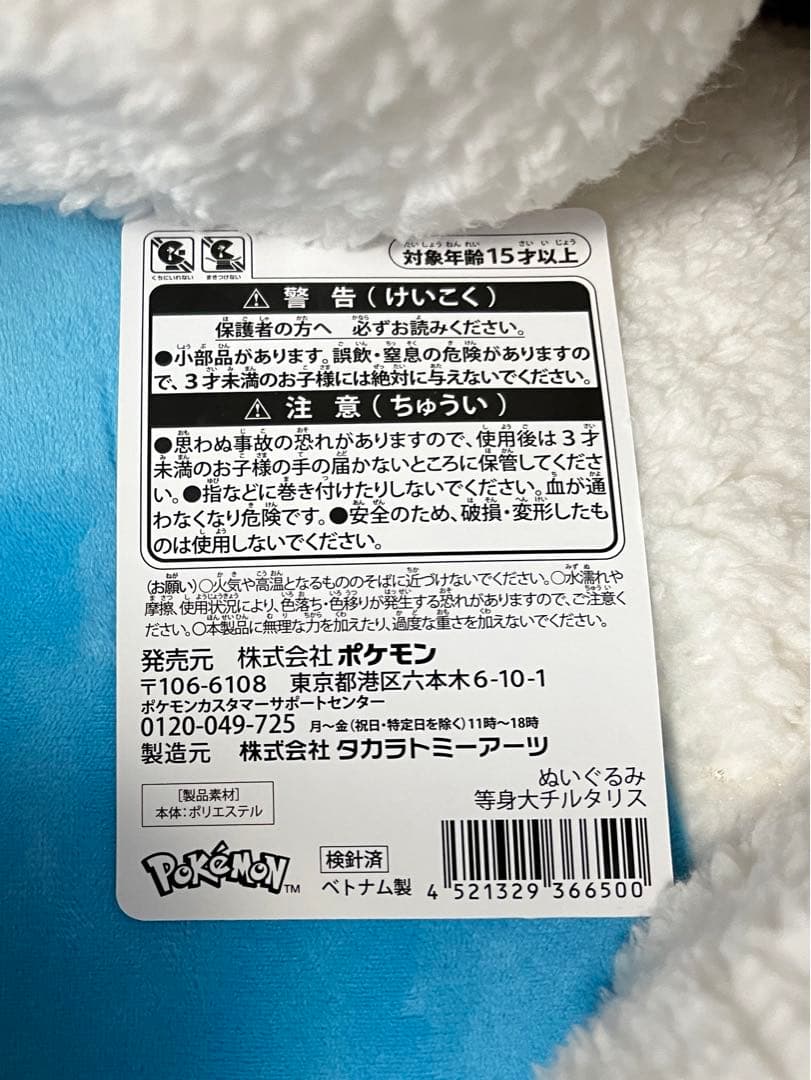 くちにいれない まきつけない
対象年齢15才以上
⚠警 告(けいこく)
保護者の方へ 必ずお読みください。
●小部品があります。誤飲・窒息の危険がありますの
で、3才未満のお子様には絶対に与えないでください。
⚠注 意(ちゅうい)
●思わぬ事故の恐れがありますので、使用後は3才
未満のお子様の手の届かないところに保管してくださ
い。●指などに巻き付けたりしないでください。血が通
わなくなり危険です。●安全のため、破損・変形したも
のは使用しないでください。
(お願い)○火気や高温となるもののそばに近づけないでください。○水濡れや
摩擦、使用状況により、色落ち・色移りが発生する恐れがありますので、ご注意く
ださい。○本製品に無理な力を加えたり、過度な重さを加えないでください。
発売元 株式会社 ポケモン
〒106-6108 東京都港区六本木6-10-1
ポケモンカスタマーサポートセンター
0120-049-725 月〜金(祝日・特定日を除く)11時〜18時
製造元 株式会社 タカラトミーアーツ
ぬいぐるみ
等身大チルタリス
[製品素材]
本体:ポリエステル
POKéMON™
検針済
ベトナム製
4 521329 366500